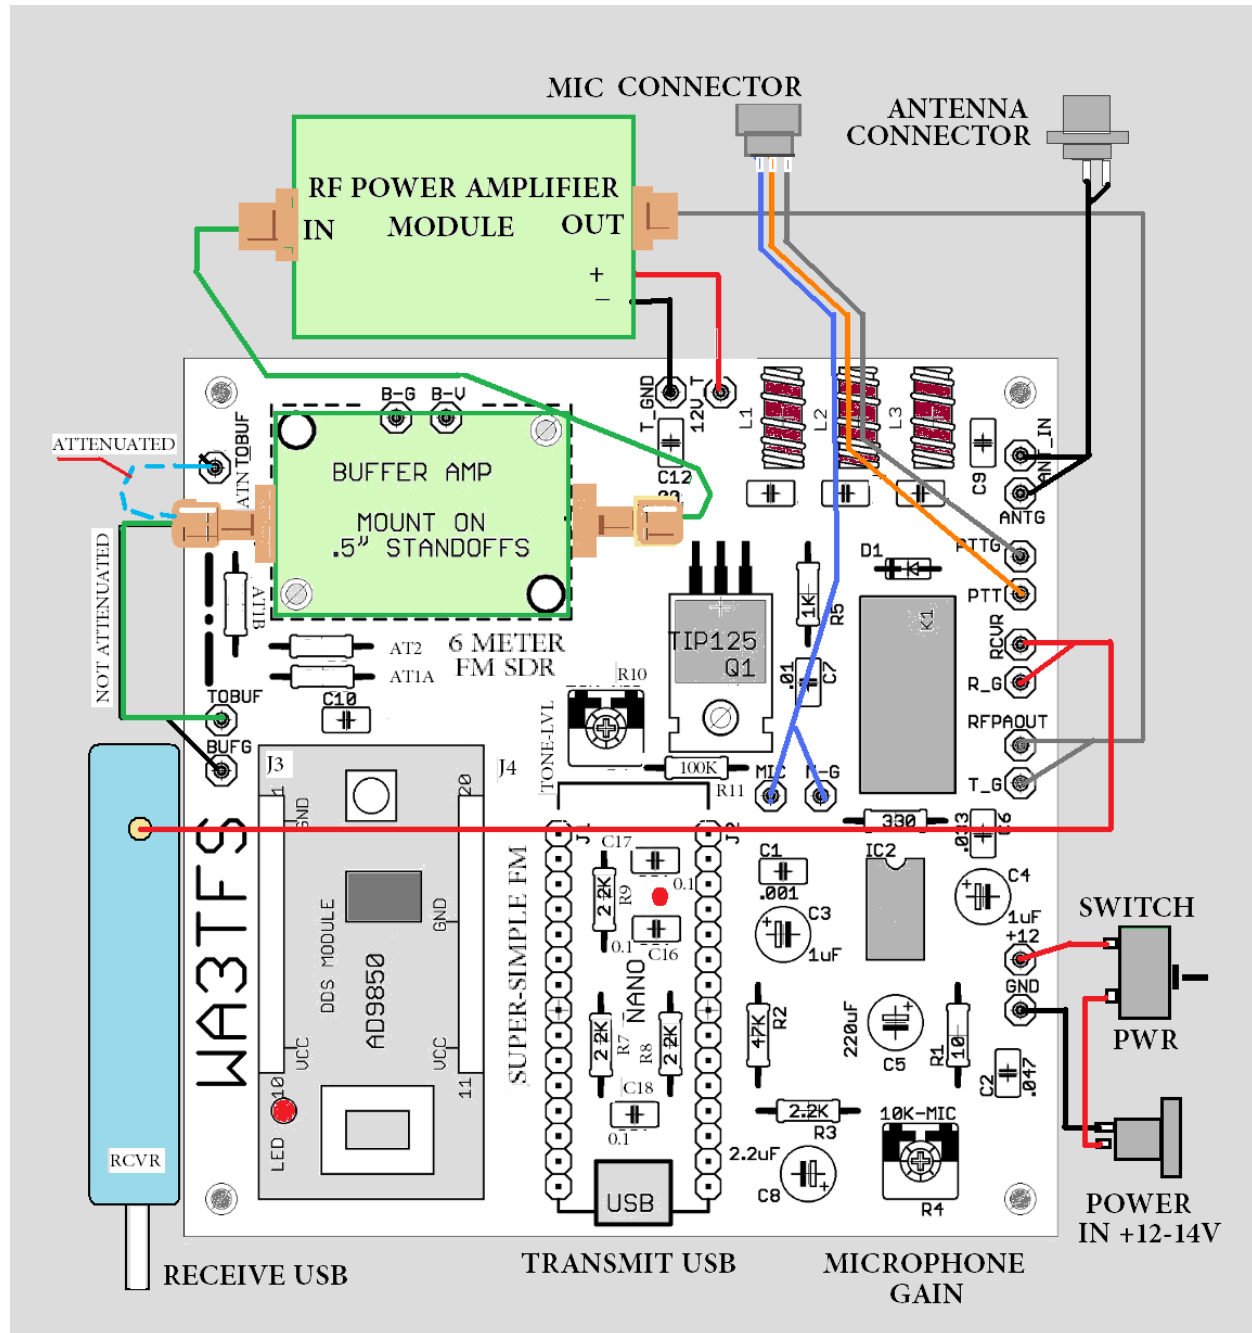 MIC CONNECTOR
ANTENNA
CONNECTOR
RF POWER AMPLIFIER
MODULE
IN
OUT
+
−
B-G
B-V
T_GND
12V_T
L1
L2
L3
C12
C9
ANT_IN
ANTG
ATTENUATED
ATN TOBUF
BUFFER AMP
MOUNT ON
.5" STANDOFFS
NOT ATTENUATED
AT1B
AT2
AT1A
6 METER
FM SDR
C10
TOBUF
BUFG
R10
TONE-LVL
TIP125
Q1
1K
R5
.01
C7
D1
K1
PTTG
PTT
RCVR
R_G
RFPAOUT
T_G
100K
R11
MIC
M-G
330
.033
C6
J3
J4
1
20
GND
GND
DDS MODULE
AD9850
VCC
VCC
10
11
LED
WA3TFS
SUPER-SIMPLE FM
J1
J2
C17
0.1
2.2K
R9
0.1
C16
NANO
2.2K
R7
R8
2.2K
C18
0.1
USB
C1
.001
C3
1uF
IC2
C4
1uF
+12
GND
47K
R2
220uF
C5
R1
10
C2
.047
2.2K
R3
2.2uF
C8
10K-MIC
R4
SWITCH
PWR
POWER
IN +12-14V
RCVR
RECEIVE USB
TRANSMIT USB
MICROPHONE
GAIN